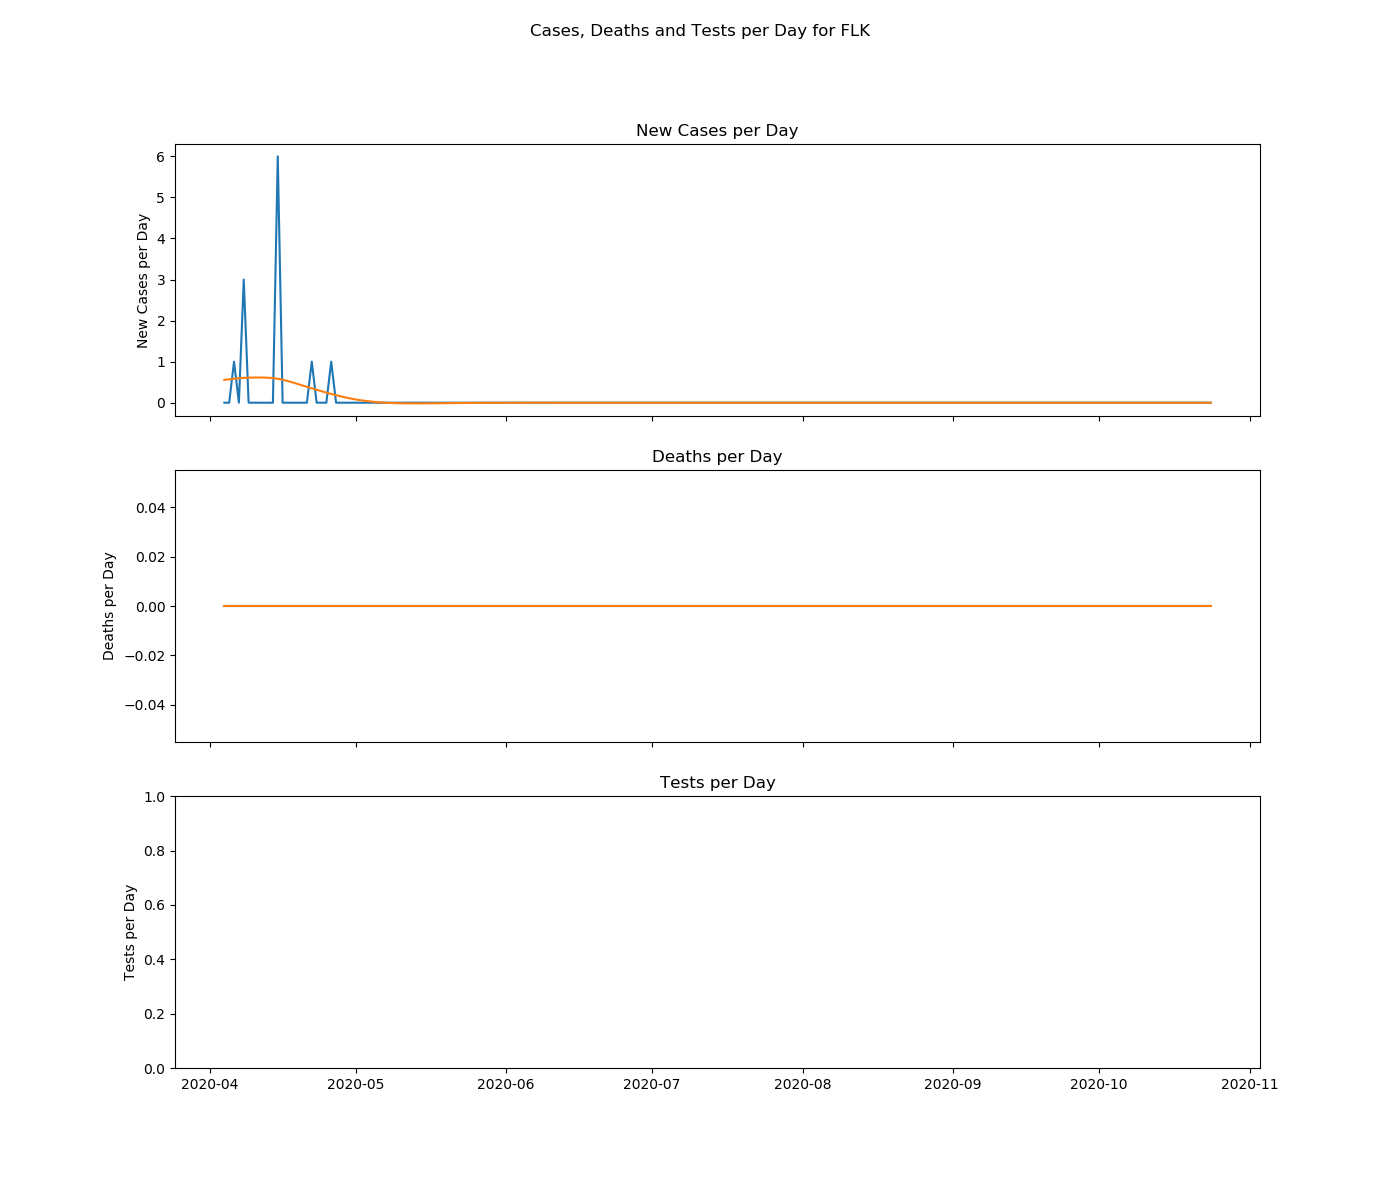 Cases, Deaths and Tests per Day for FLK
New Cases per Day
New Cases per Day
6
5
4
3
2
1
0
Deaths per Day
Deaths per Day
0.04
0.02
0.00
−0.02
−0.04
Tests per Day
Tests per Day
1.0
0.8
0.6
0.4
0.2
0.0
2020-04 2020-05 2020-06 2020-07 2020-08 2020-09 2020-10 2020-11